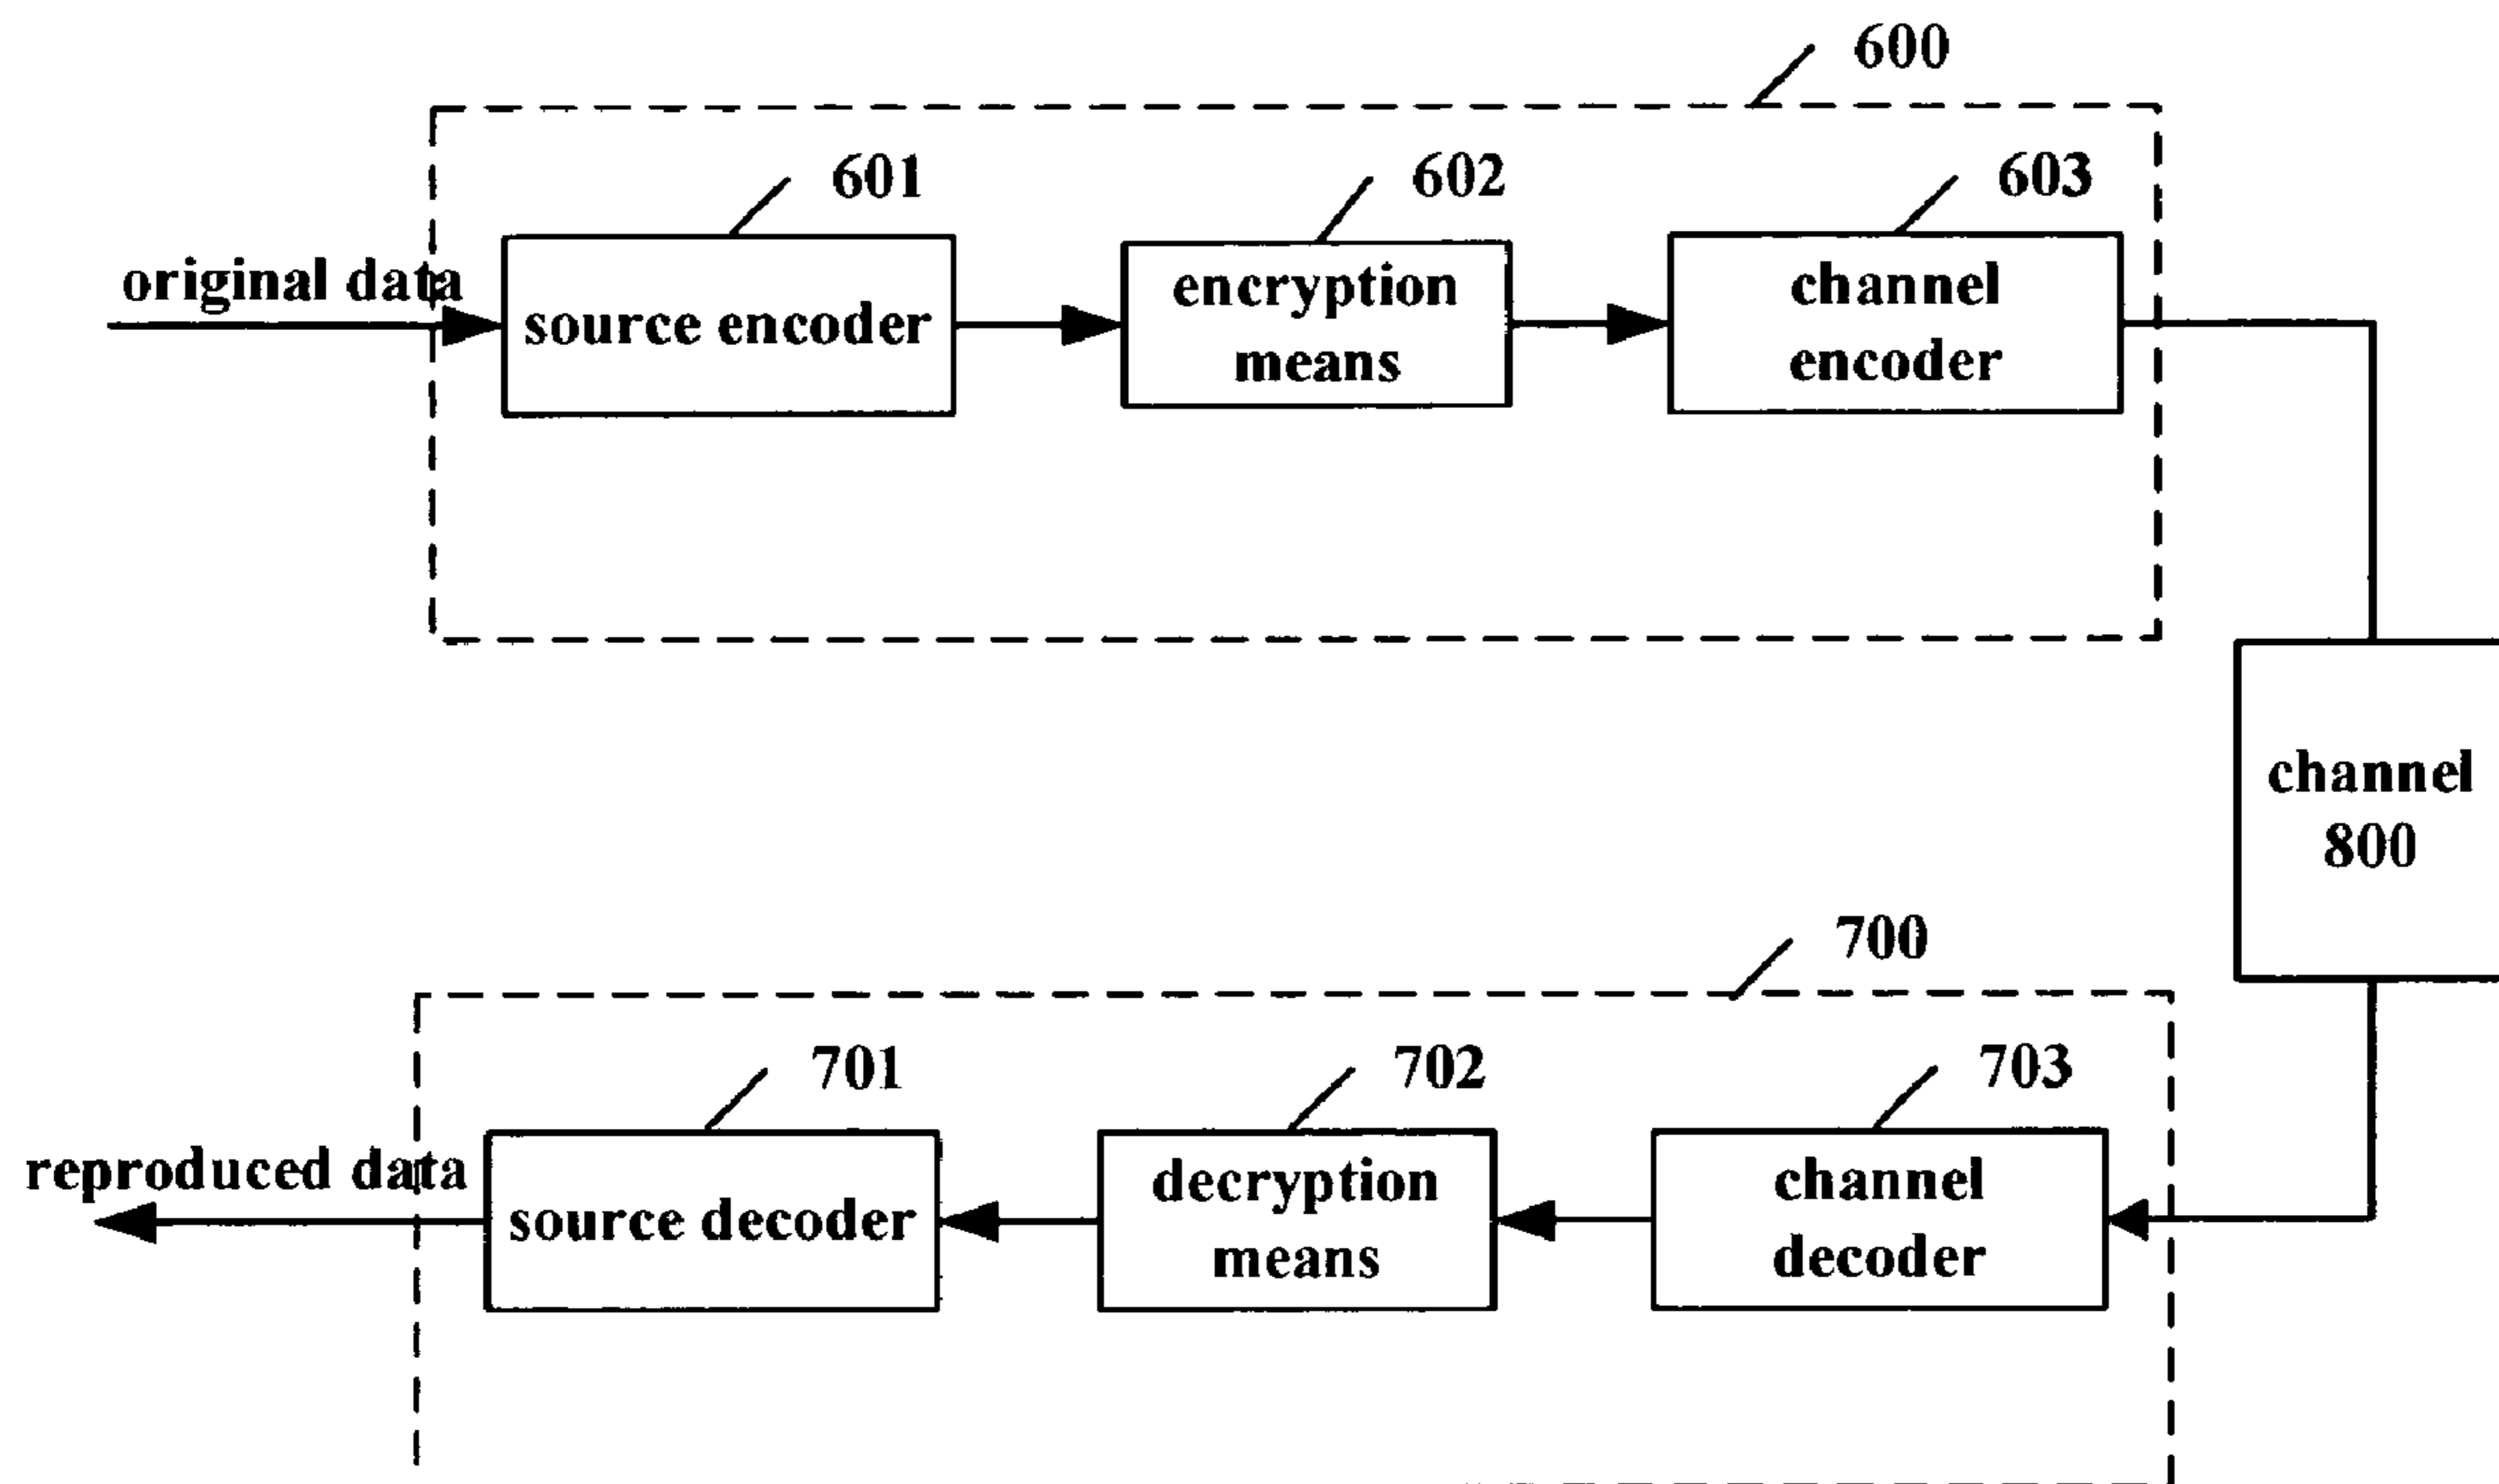 600
601
602
603
original data
source encoder
encryption
means
channel
encoder
channel
800
700
701
702
703
reproduced data
source decoder
decryption
means
channel
decoder